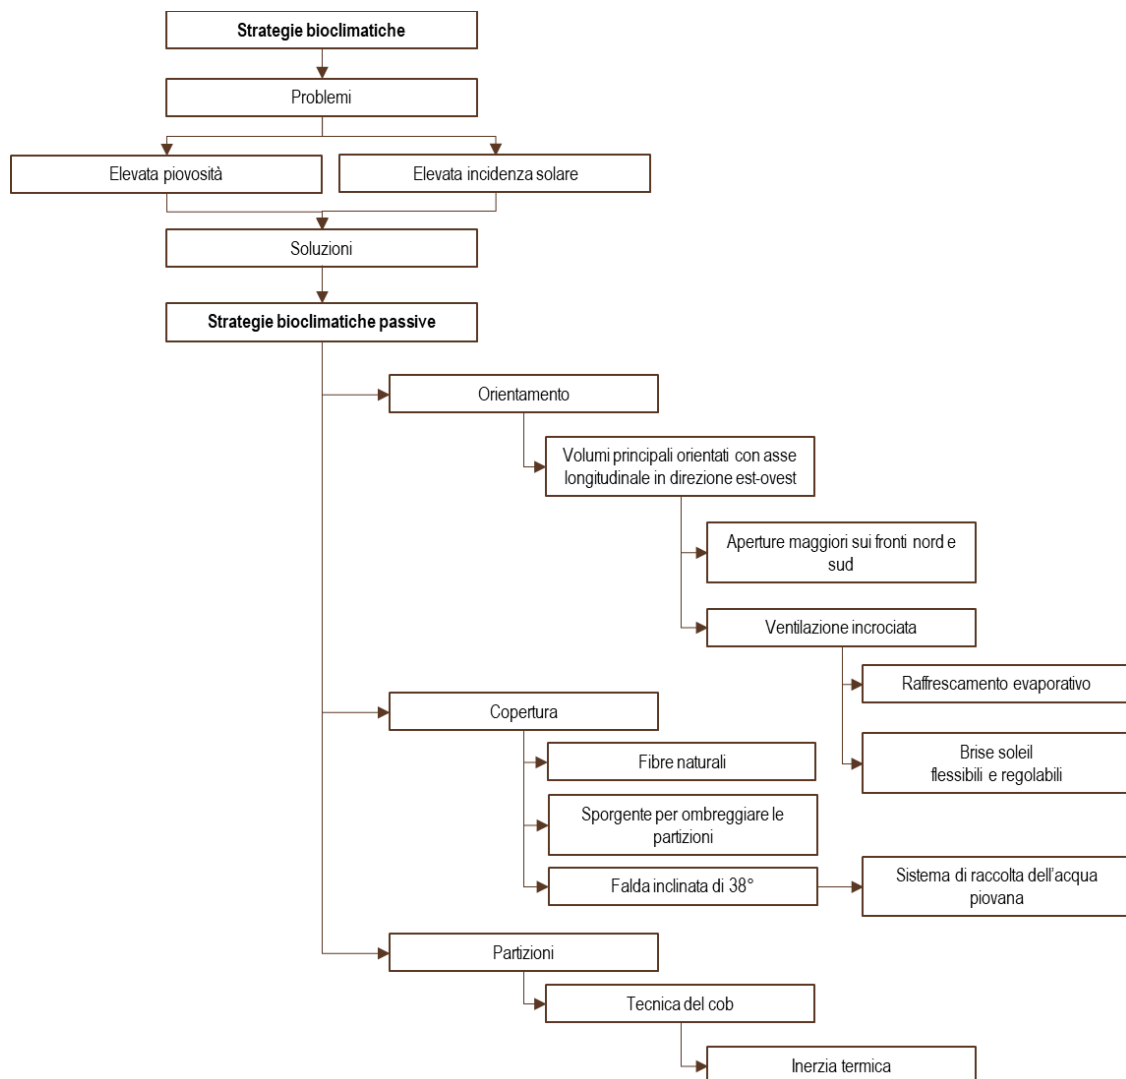 Strategie bioclimatiche
Problemi
Elevata piovosità
Elevata incidenza solare
Soluzioni
Strategie bioclimatiche passive
Orientamento
Volumi principali orientati con asse
longitudinale in direzione est-ovest
Aperture maggiori sui fronti nord e
sud
Ventilazione incrociata
Raffrescamento evaporativo
Brise soleil
flessibili e regolabili
Copertura
Fibre naturali
Sporgente per ombreggiare le
partizioni
Falda inclinata di 38°
Sistema di raccolta dell'acqua
piovana
Partizioni
Tecnica del cob
Inerzia termica